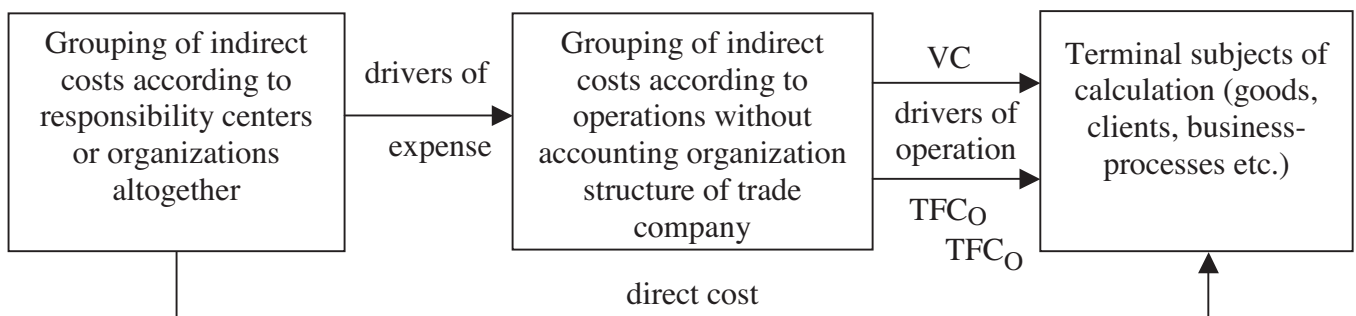 Grouping of indirect
costs according to
responsibility centers
or organizations
altogether
drivers of
expense
Grouping of indirect
costs according to
operations without
accounting organization
structure of trade
company
VC
drivers of
operation
TFC_O
TFC_O
Terminal subjects of
calculation (goods,
clients, business-
processes etc.)
direct cost